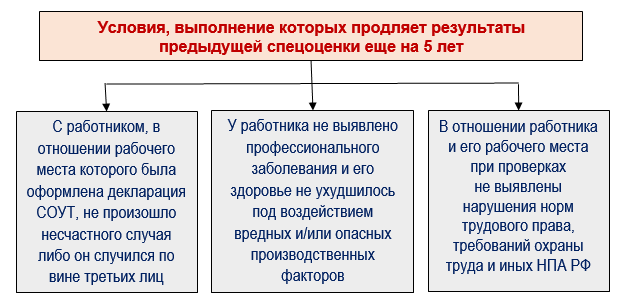 Условия, выполнение которых продляет результаты
предыдущей спецоценки еще на 5 лет
С работником, в
отношении рабочего
места которого была
оформлена декларация
СОУТ, не произошло
несчастного случая
либо он случился по
вине третьих лиц
У работника не выявлено
профессионального
заболевания и его
здоровье не ухудшилось
под воздействием
вредных и/или опасных
производственных
факторов
В отношении работника
и его рабочего места
при проверках
не выявлены
нарушения норм
трудового права,
требований охраны
труда и иных НПА РФ